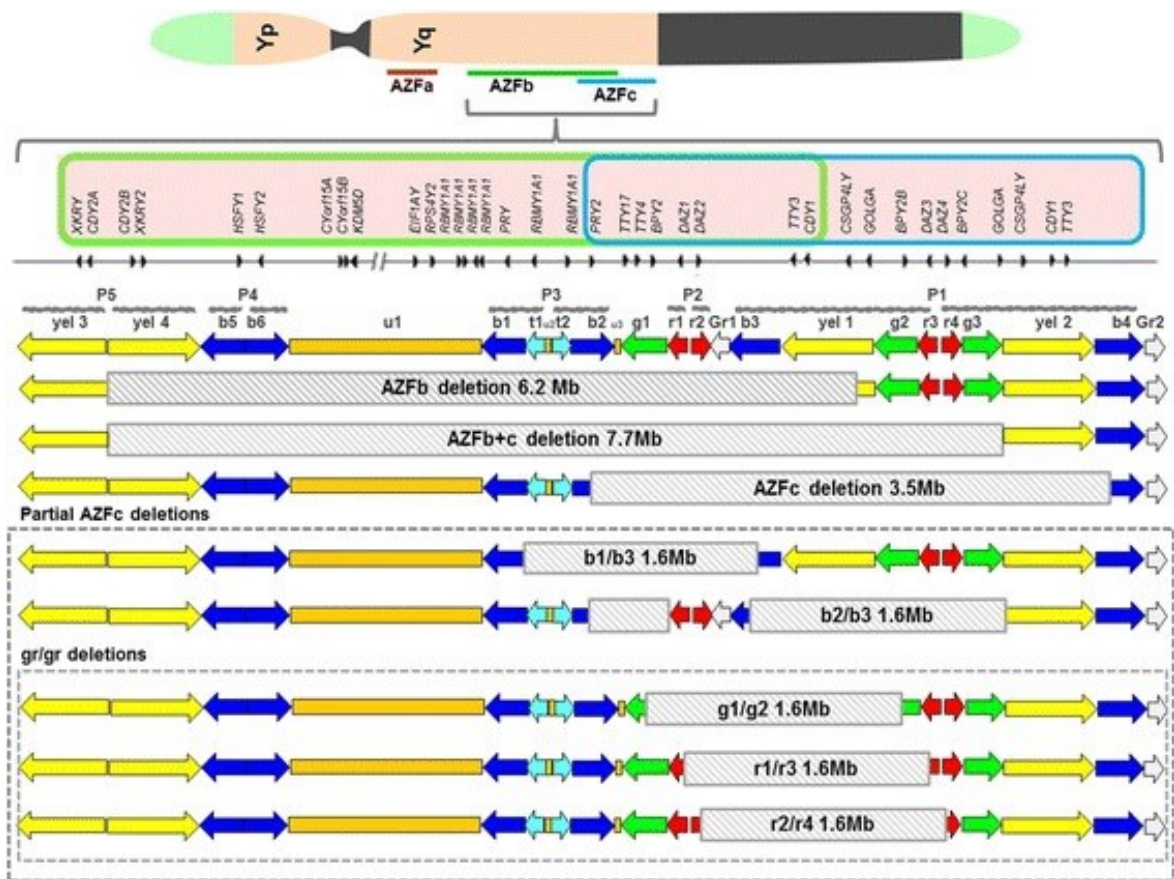 Yp
Yq
AZFa
AZFb
AZFc
XKRY
CDY2A
CDY2B
XKRY2
HSFY1
HSFY2
CYorf15A
CYorf15B
KDM5D
EIF1AY
RPS4Y2
RBMY1A1
RBMY1A1
RBMY1A1
RBMY1A1
PRY
RBMY1A1
RBMY1A1
PRY2
TTY17
TTY4
BPY2
DAZ1
DAZ2
TTY3
CDY1
CSGP4LY
GOLGA
BPY2B
DAZ3
DAZ4
BPY2C
GOLGA
CSGP4LY
CDY1
TTY3
P5 P4 P3 P2 P1
yel 3 yel 4 b5 b6 u1 b1 t1 u2 t2 b2 u3 g1 r1 r2 Gr1 b3 yel 1 g2 r3 r4 g3 yel 2 b4 Gr2
AZFb deletion 6.2 Mb
AZFb+c deletion 7.7Mb
AZFc deletion 3.5Mb
Partial AZFc deletions
b1/b3 1.6Mb
b2/b3 1.6Mb
gr/gr deletions
g1/g2 1.6Mb
r1/r3 1.6Mb
r2/r4 1.6Mb